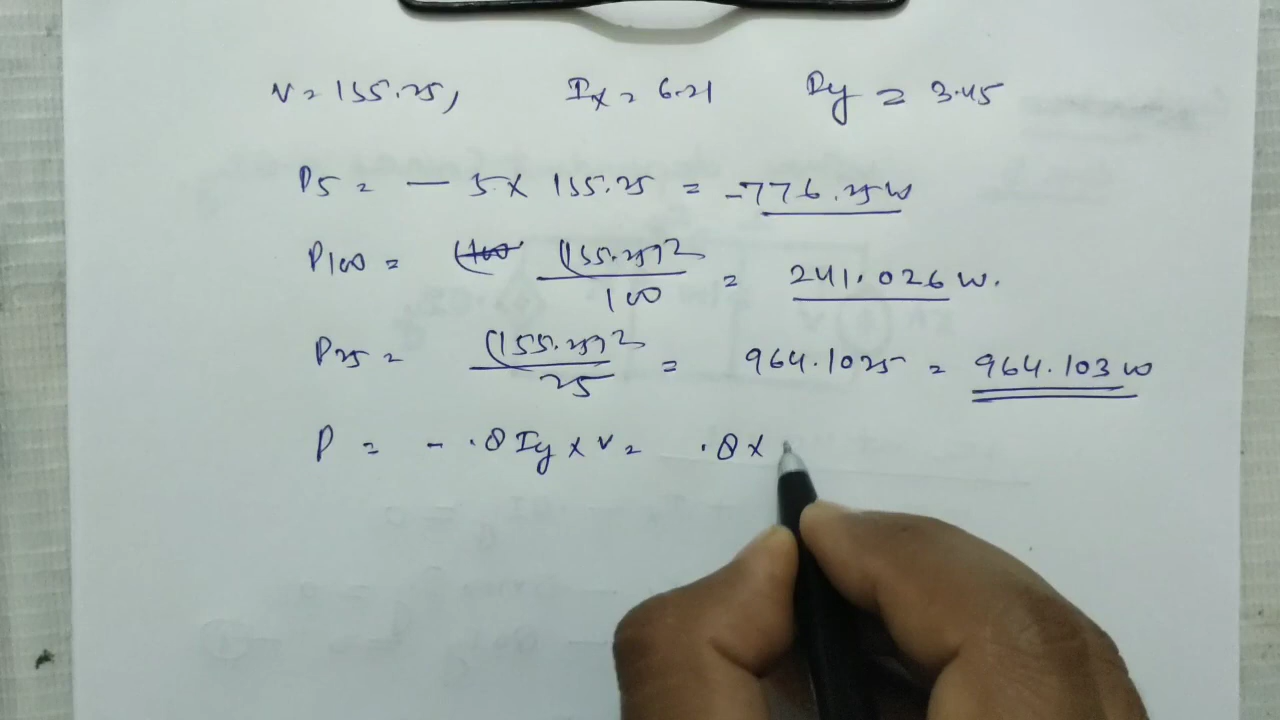 V = 155.25, Ix = 6.21 Iy = 3.45
P5 = - 5 x 155.25 = -776.25W
P100 = (155.25)2 / 100 = 241.026 W.
P25 = (155.25)2 / 25 = 964.1025 = 964.103 W
P = - .8 Iy x V = .8 x